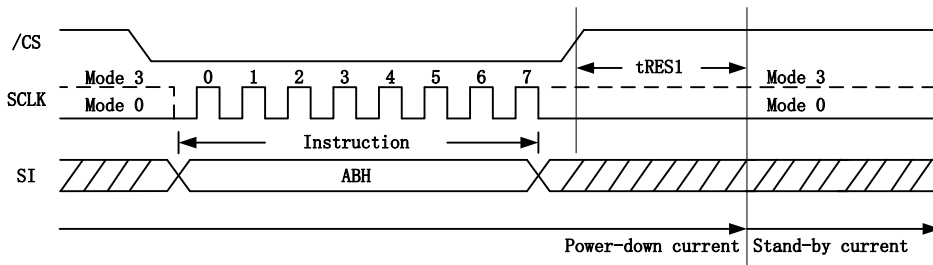 /CS
tRES1
Mode 3 0 1 2 3 4 5 6 7 Mode 3
SCLK
Mode 0 Mode 0
Instruction
SI ABH
Power-down current Stand-by current